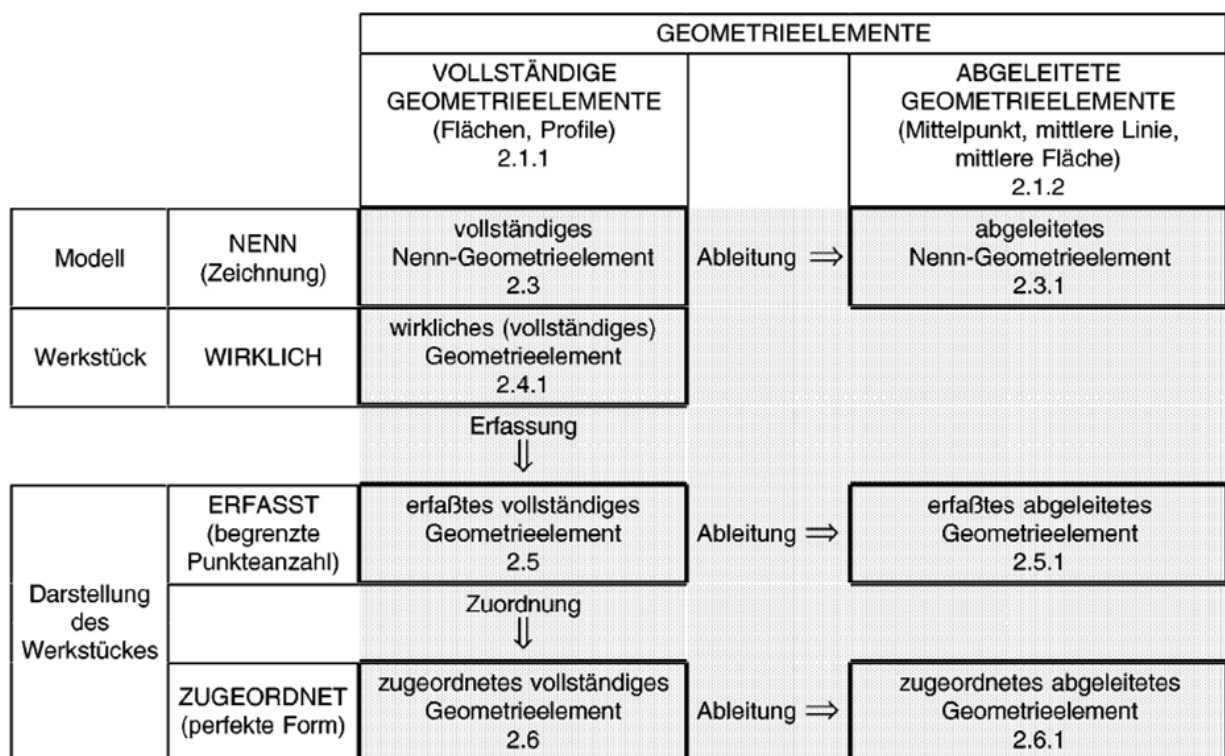 GEOMETRIEELEMENTE
VOLLSTÄNDIGE
GEOMETRIEELEMENTE
(Flächen, Profile)
2.1.1
ABGELEITETE
GEOMETRIEELEMENTE
(Mittelpunkt, mittlere Linie,
mittlere Fläche)
2.1.2
Modell
NENN
(Zeichnung)
vollständiges
Nenn-Geometrieelement
2.3
Ableitung ⇒
abgeleitetes
Nenn-Geometrieelement
2.3.1
Werkstück
WIRKLICH
wirkliches (vollständiges)
Geometrieelement
2.4.1
Erfassung
⇓
Darstellung
des
Werkstückes
ERFASST
(begrenzte
Punkteanzahl)
erfaßtes vollständiges
Geometrieelement
2.5
Ableitung ⇒
erfaßtes abgeleitetes
Geometrieelement
2.5.1
Zuordnung
⇓
ZUGEORDNET
(perfekte Form)
zugeordnetes vollständiges
Geometrieelement
2.6
Ableitung ⇒
zugeordnetes abgeleitetes
Geometrieelement
2.6.1